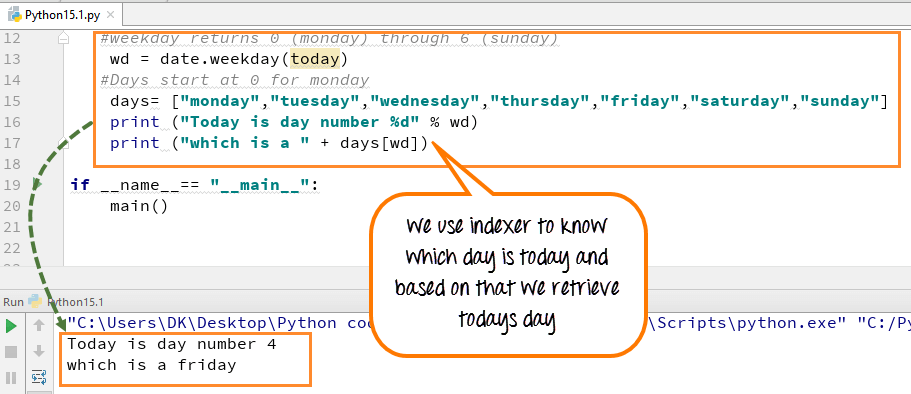 Python15.1.py
12 #weekday returns 0 (monday) through 6 (sunday)
13 wd = date.weekday(today)
14 #Days start at 0 for monday
15 days= ["monday","tuesday","wednesday","thursday","friday","saturday","sunday"]
16 print ("Today is day number %d" % wd)
17 print ("which is a " + days[wd])
18
19 if __name__== "__main__":
20 main()
21
22
We use indexer to know
which day is today and
based on that we retrieve
todays day
Run Python15.1
"C:\Users\DK\Desktop\Python \Scripts\python.exe" "C:/Py
Today is day number 4
which is a friday